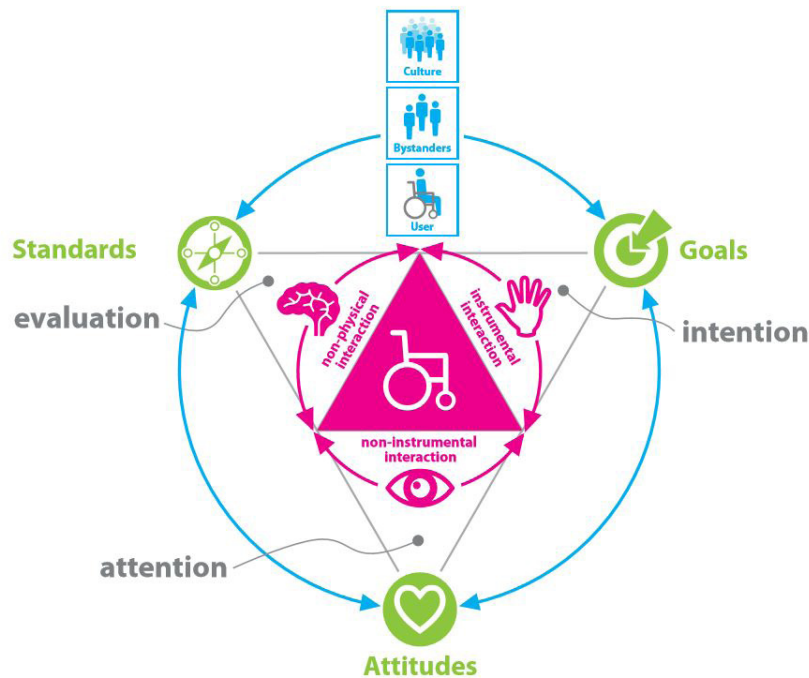 Culture
Bystanders
User
Standards
Goals
evaluation
intention
non-physical
interaction
instrumental
interaction
non-instrumental
interaction
attention
Attitudes